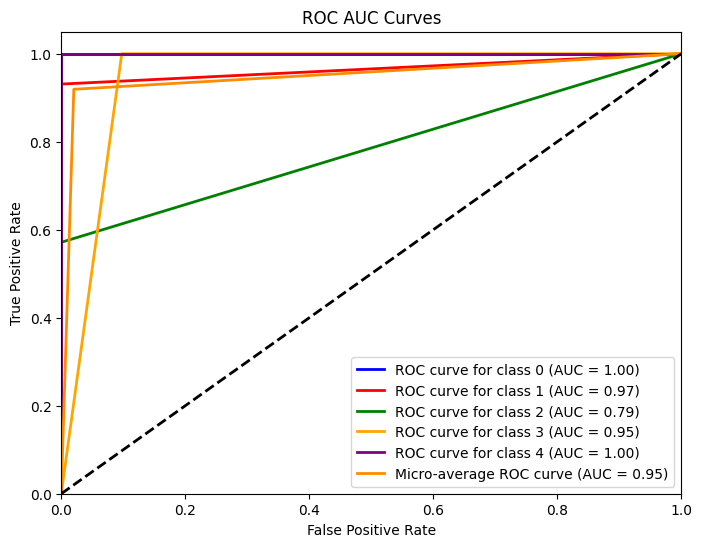 ROC AUC Curves
True Positive Rate
1.0
0.8
0.6
0.4
0.2
0.0
ROC curve for class 0 (AUC = 1.00)
ROC curve for class 1 (AUC = 0.97)
ROC curve for class 2 (AUC = 0.79)
ROC curve for class 3 (AUC = 0.95)
ROC curve for class 4 (AUC = 1.00)
Micro-average ROC curve (AUC = 0.95)
0.0 0.2 0.4 0.6 0.8 1.0
False Positive Rate